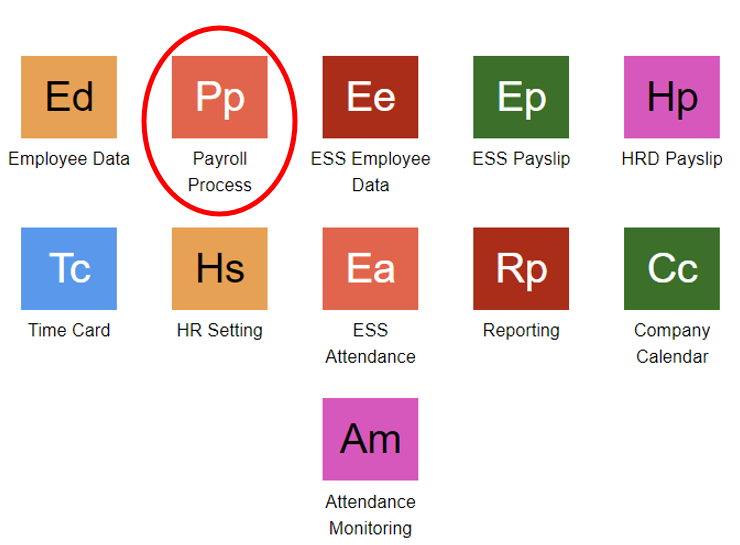 Ed Pp Ee Ep Hp
Employee Data Payroll ESS Employee ESS Payslip HRD Payslip
Process Data
Tc Hs Ea Rp Cc
Time Card HR Setting ESS Reporting Company
Attendance Calendar
Am
Attendance
Monitoring